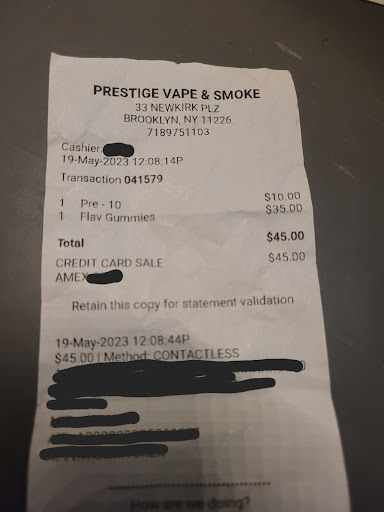 PRESTIGE VAPE & SMOKE
33 NEWKIRK PLZ
BROOKLYN, NY 11226
7189751103
Cashier:
19-May-2023 12:08:14P
Transaction 041579
1 Pre - 10 $10.00
1 Flav Gummies $35.00
Total $45.00
CREDIT CARD SALE $45.00
AMEX
Retain this copy for statement validation
19-May-2023 12:08:44P
$45.00 | Method: CONTACTLESS
How are we doing?